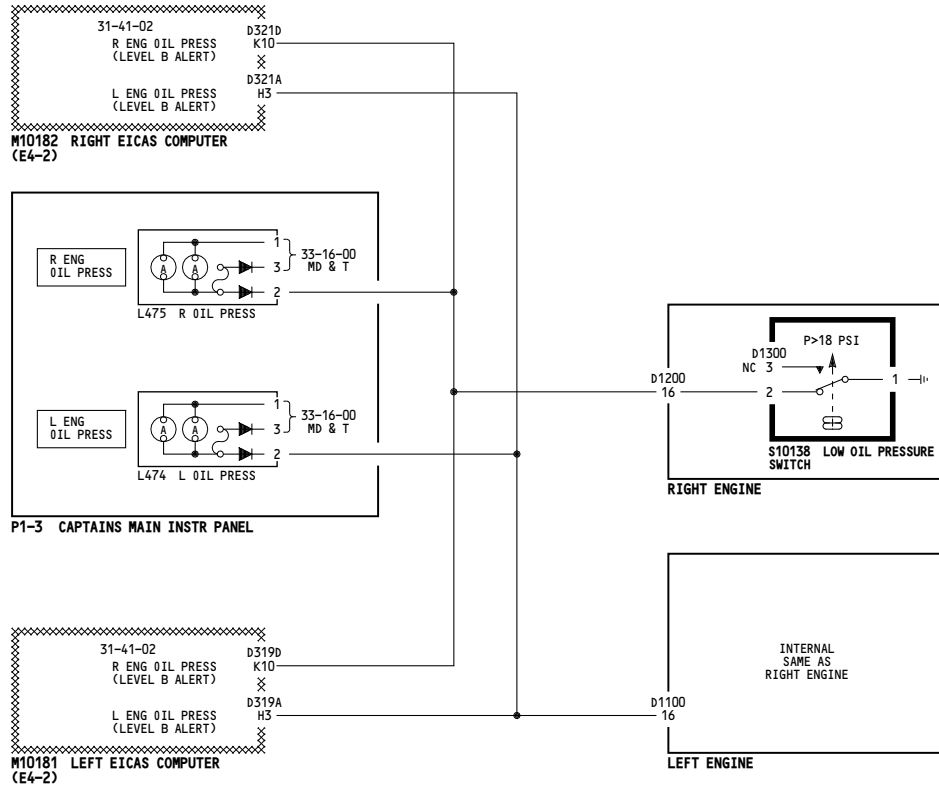 31-41-02
R ENG OIL PRESS
(LEVEL B ALERT)
D321D
K10
L ENG OIL PRESS
(LEVEL B ALERT)
D321A
H3
M10182 RIGHT EICAS COMPUTER
(E4-2)
R ENG
OIL PRESS
A
A
1
3
2
33-16-00
MD & T
L475 R OIL PRESS
L ENG
OIL PRESS
A
A
1
3
2
33-16-00
MD & T
L474 L OIL PRESS
P1-3 CAPTAINS MAIN INSTR PANEL
D1200
16
P>18 PSI
D1300
NC 3
2
1
S10138 LOW OIL PRESSURE
SWITCH
RIGHT ENGINE
31-41-02
R ENG OIL PRESS
(LEVEL B ALERT)
D319D
K10
L ENG OIL PRESS
(LEVEL B ALERT)
D319A
H3
M10181 LEFT EICAS COMPUTER
(E4-2)
D1100
16
INTERNAL
SAME AS
RIGHT ENGINE
LEFT ENGINE